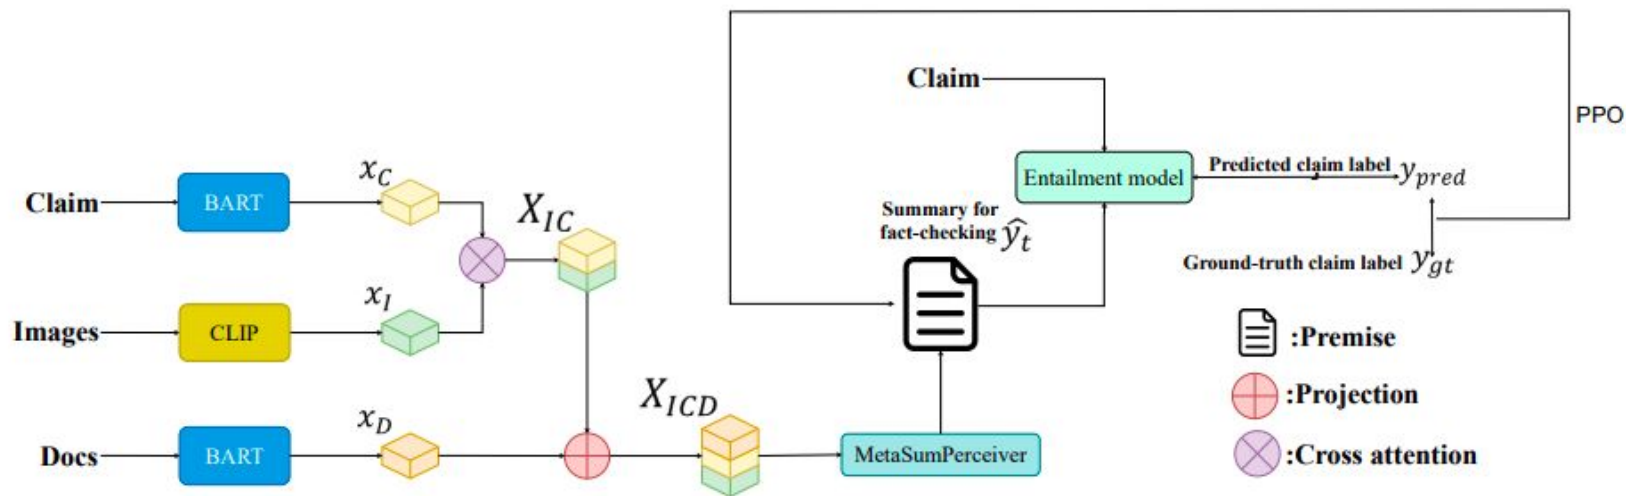 Claim
BART
x_C
X_IC
Images
CLIP
x_I
Docs
BART
x_D
X_ICD
MetaSumPerceiver
Summary for
fact-checking ŷ_t
Claim
Entailment model
Predicted claim label y_pred
Ground-truth claim label y_gt
PPO
:Premise
:Projection
:Cross attention